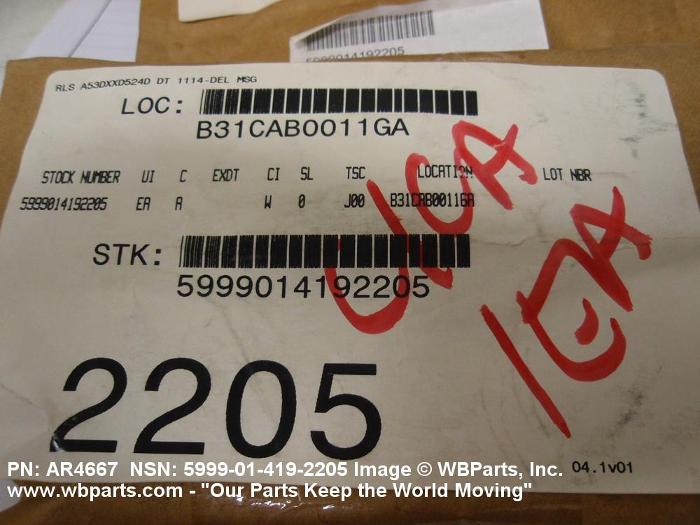 5999014192205
RLS A53DXXD524D DT 1114-DEL MSG
LOC:
B31CAB0011GA
STOCK NUMBER UI C EXDT CI SL TSC LOCATION LOT NBR
5999014192205 EA A W 0 J00 B31CAB0011GA
STK:
5999014192205
1EA
2205
04.1v01
PN: AR4667 NSN: 5999-01-419-2205 Image © WBParts, Inc.
www.wbparts.com - "Our Parts Keep the World Moving"